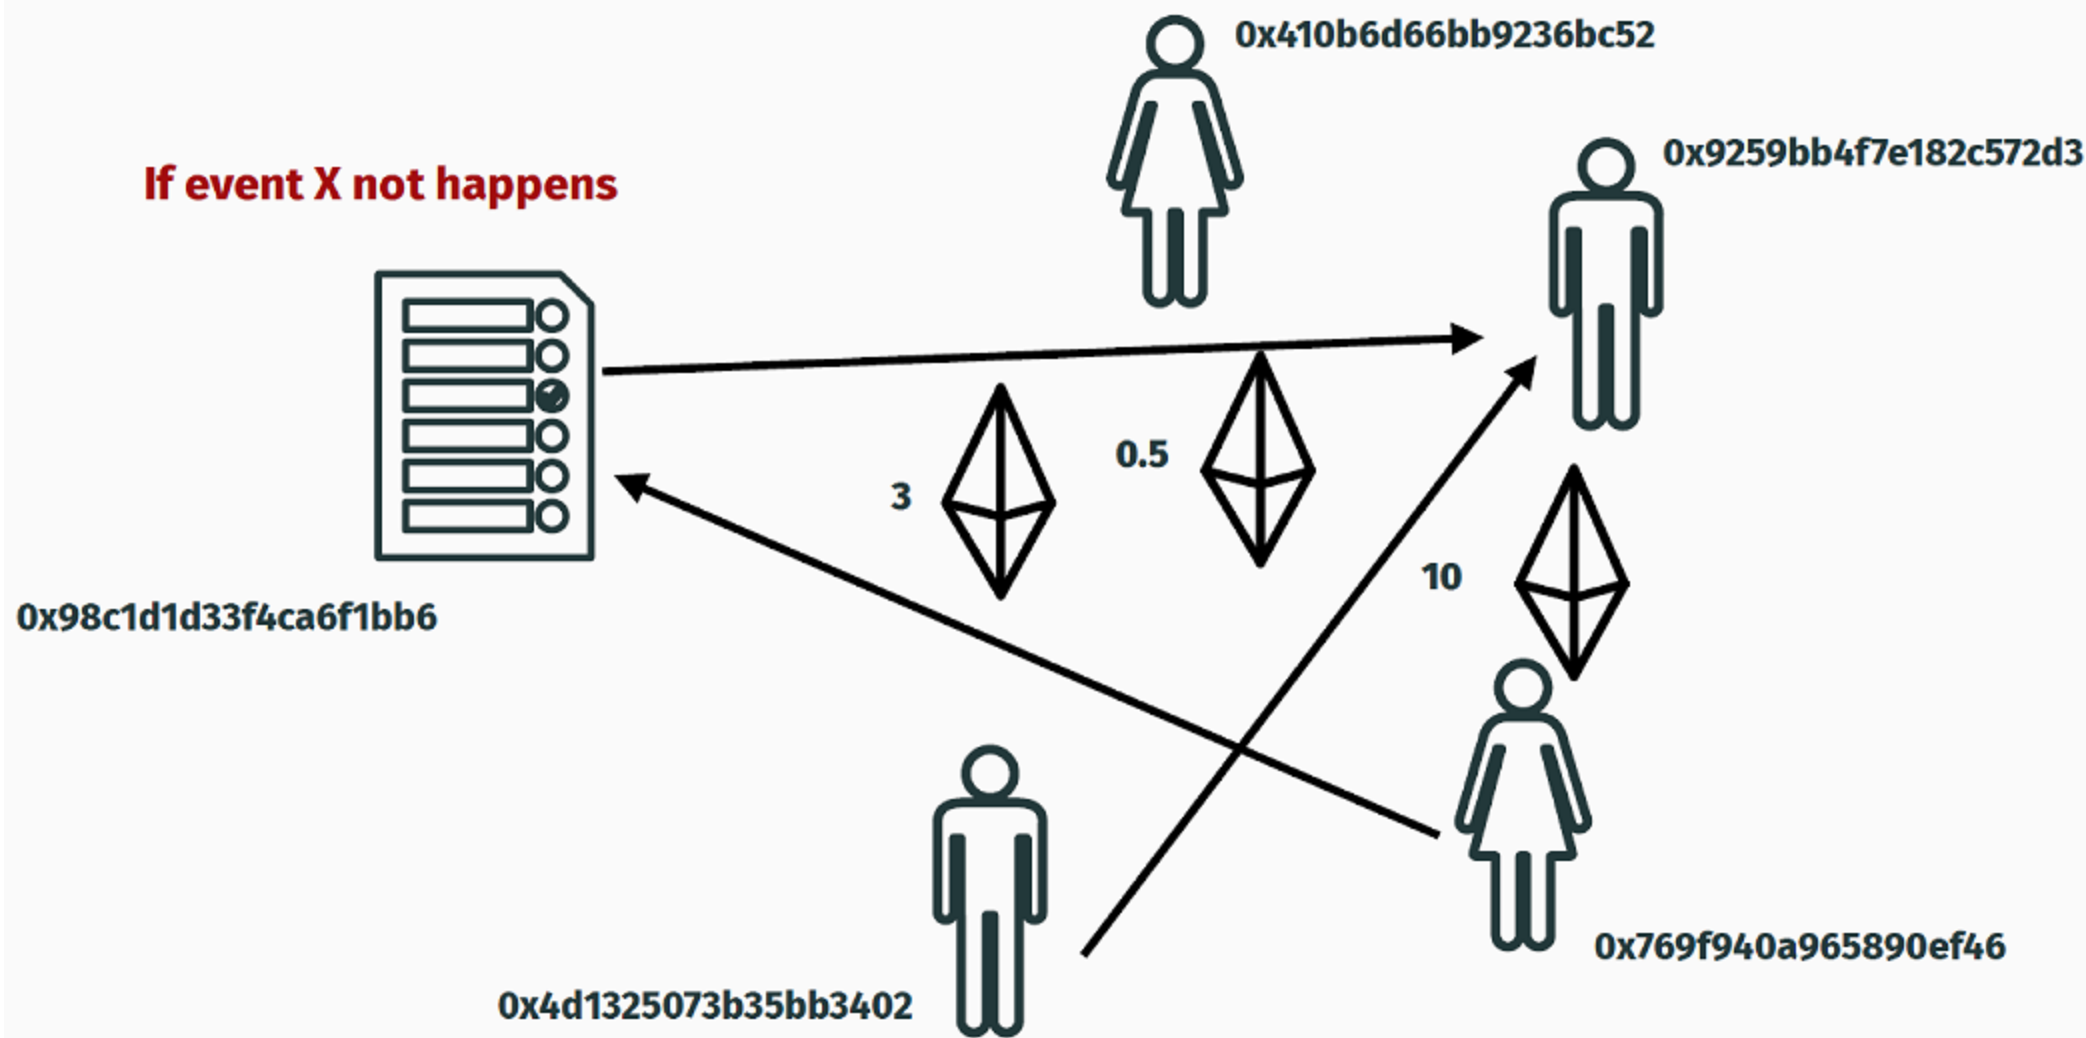 0x410b6d66bb9236bc52
0x9259bb4f7e182c572d3
If event X not happens
0.5
3
10
0x98c1d1d33f4ca6f1bb6
0x769f940a965890ef46
0x4d1325073b35bb3402